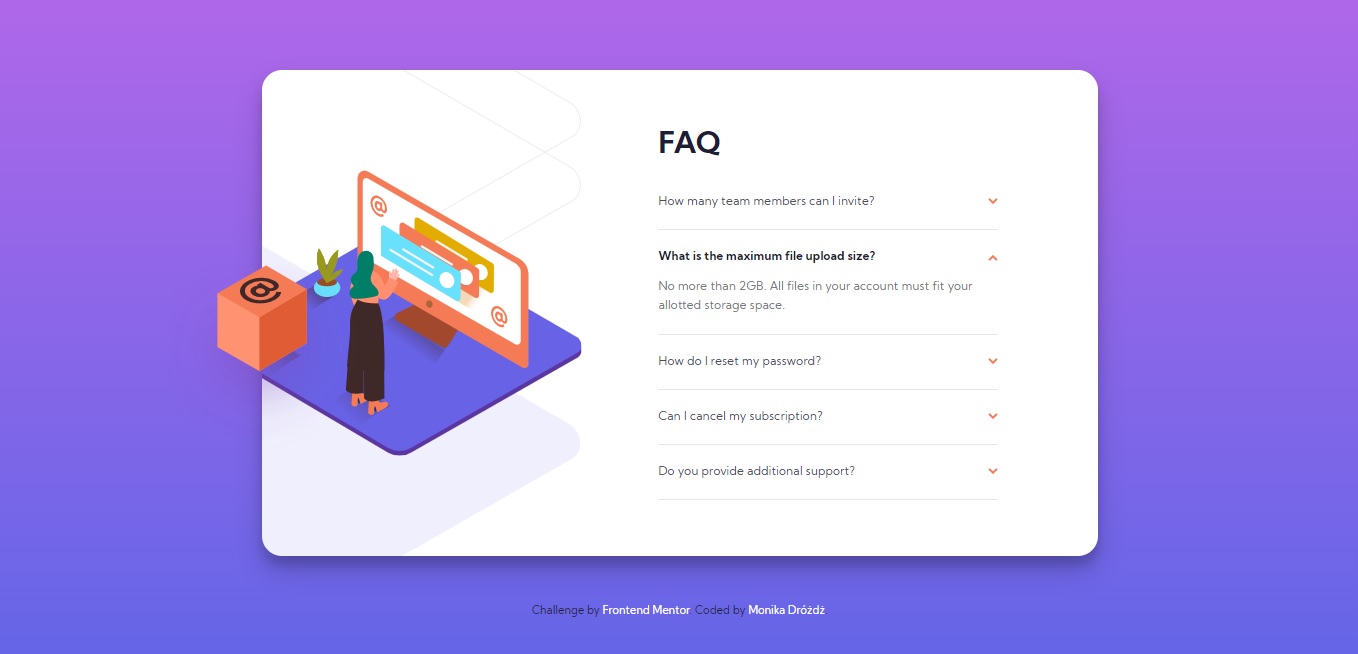 FAQ
How many team members can I invite?
What is the maximum file upload size?
No more than 2GB. All files in your account must fit your
allotted storage space.
How do I reset my password?
Can I cancel my subscription?
Do you provide additional support?
@
@
@
Challenge by Frontend Mentor. Coded by Monika Dróżdż.